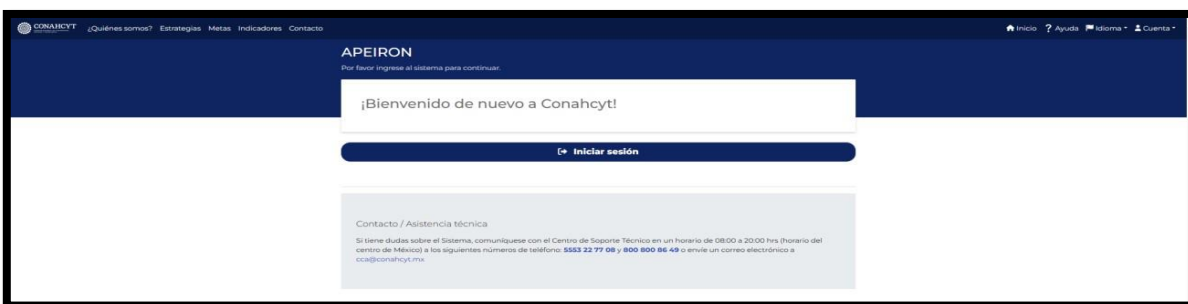 CONAHCYT ¿Quiénes somos? Estrategias Metas Indicadores Contacto Inicio ? Ayuda Idioma Cuenta
APEIRON
Por favor ingrese al sistema para continuar.
¡Bienvenido de nuevo a Conahcyt!
Iniciar sesión
Contacto / Asistencia técnica
Si tiene dudas sobre el Sistema, comuníquese con el Centro de Soporte Técnico en un horario de 08:00 a 20:00 hrs (horario del
centro de México) a los siguientes números de teléfono: 5553 22 77 08 y 800 800 86 49 o envíe un correo electrónico a
cca@conahcyt.mx